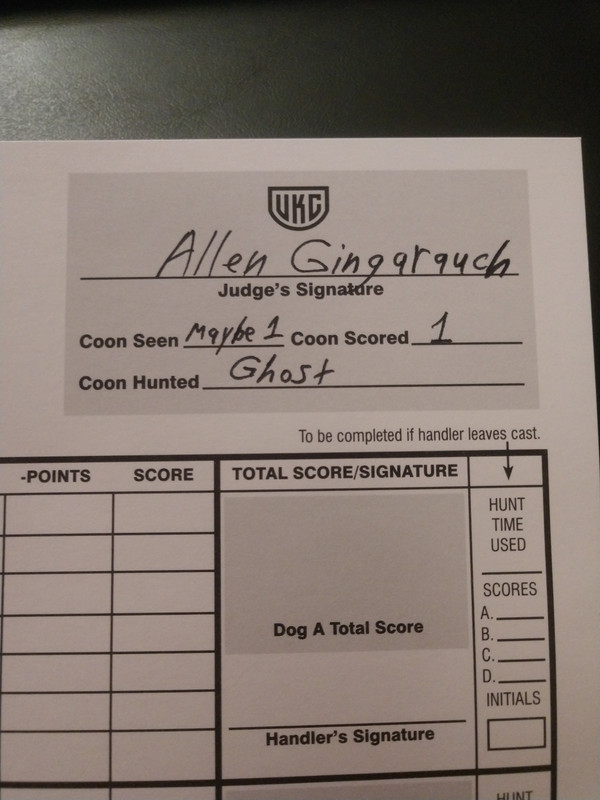 UKC
Allen Gingarauch
Judge's Signature
Coon Seen Maybe 1 Coon Scored 1
Coon Hunted Ghost
To be completed if handler leaves cast.
-POINTS SCORE TOTAL SCORE/SIGNATURE
HUNT
TIME
USED
SCORES
A.
B.
Dog A Total Score
C.
D.
INITIALS
Handler's Signature
HUNT